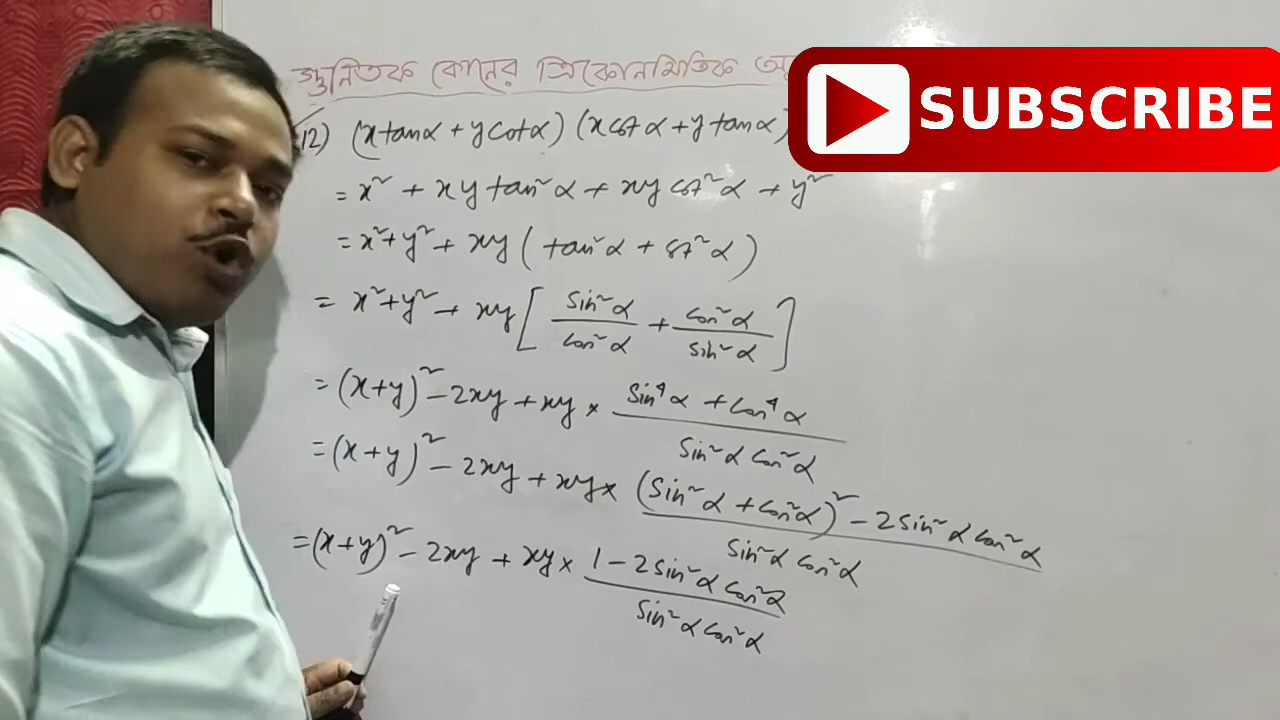 গুনিতক কোনের ত্রিকোনমিতিক
SUBSCRIBE
12) (x tanα + y cotα) (x cotα + y tanα)
= x² + xy tan²α + xy cot²α + y²
= x²+y² + xy (tan²α + cot²α)
= x²+y² + xy [sin²α/cos²α + cos²α/sin²α]
= (x+y)² - 2xy + xy × (sin⁴α + cos⁴α)/(sin²α cos²α)
= (x+y)² - 2xy + xy × ((sin²α + cos²α)² - 2sin²α cos²α)/(sin²α cos²α)
= (x+y)² - 2xy + xy × (1 - 2sin²α cos²α)/(sin²α cos²α)